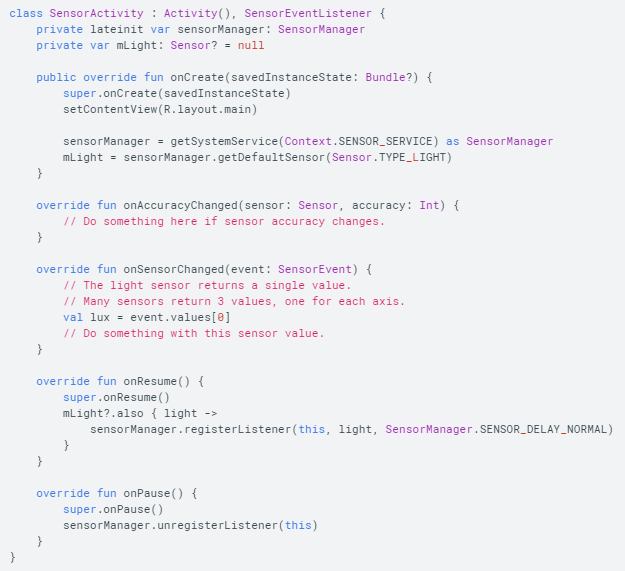 class SensorActivity : Activity(), SensorEventListener {
    private lateinit var sensorManager: SensorManager
    private var mLight: Sensor? = null

    public override fun onCreate(savedInstanceState: Bundle?) {
        super.onCreate(savedInstanceState)
        setContentView(R.layout.main)

        sensorManager = getSystemService(Context.SENSOR_SERVICE) as SensorManager
        mLight = sensorManager.getDefaultSensor(Sensor.TYPE_LIGHT)
    }

    override fun onAccuracyChanged(sensor: Sensor, accuracy: Int) {
        // Do something here if sensor accuracy changes.
    }

    override fun onSensorChanged(event: SensorEvent) {
        // The light sensor returns a single value.
        // Many sensors return 3 values, one for each axis.
        val lux = event.values[0]
        // Do something with this sensor value.
    }

    override fun onResume() {
        super.onResume()
        mLight?.also { light ->
            sensorManager.registerListener(this, light, SensorManager.SENSOR_DELAY_NORMAL)
        }
    }

    override fun onPause() {
        super.onPause()
        sensorManager.unregisterListener(this)
    }
}